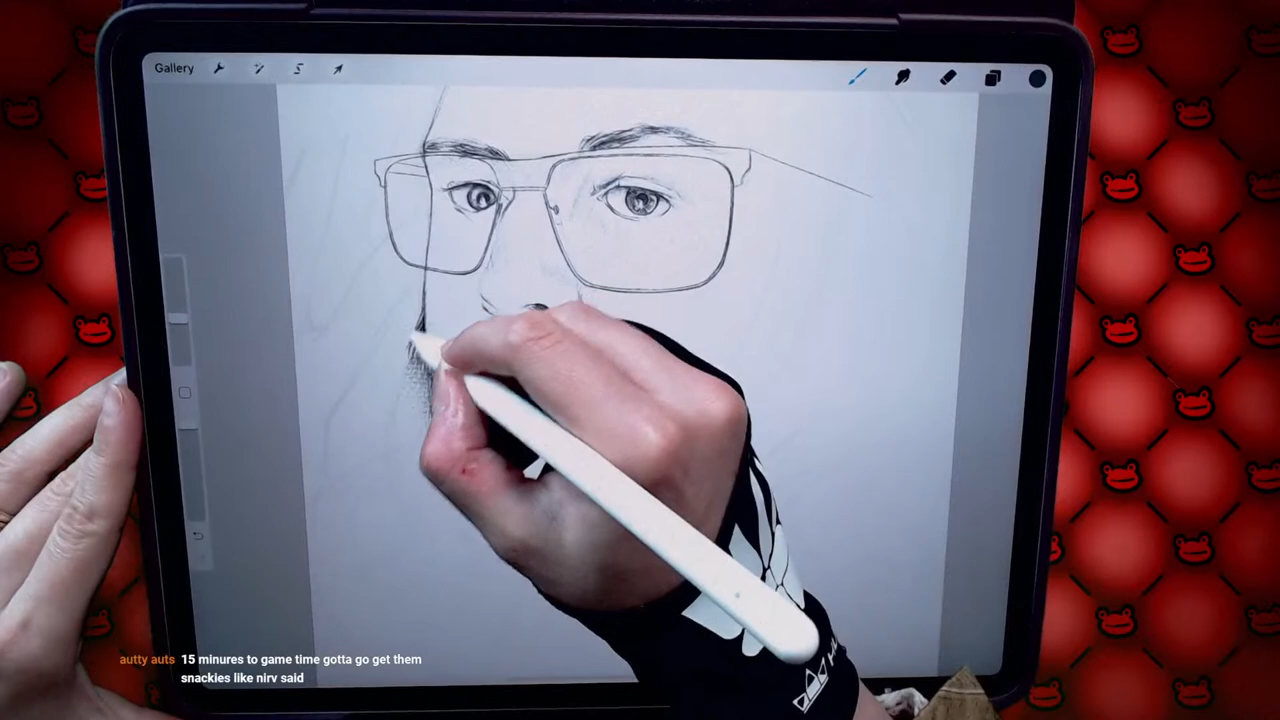 Gallery
autty auts 15 minures to game time gotta go get them
snackies like nirv said